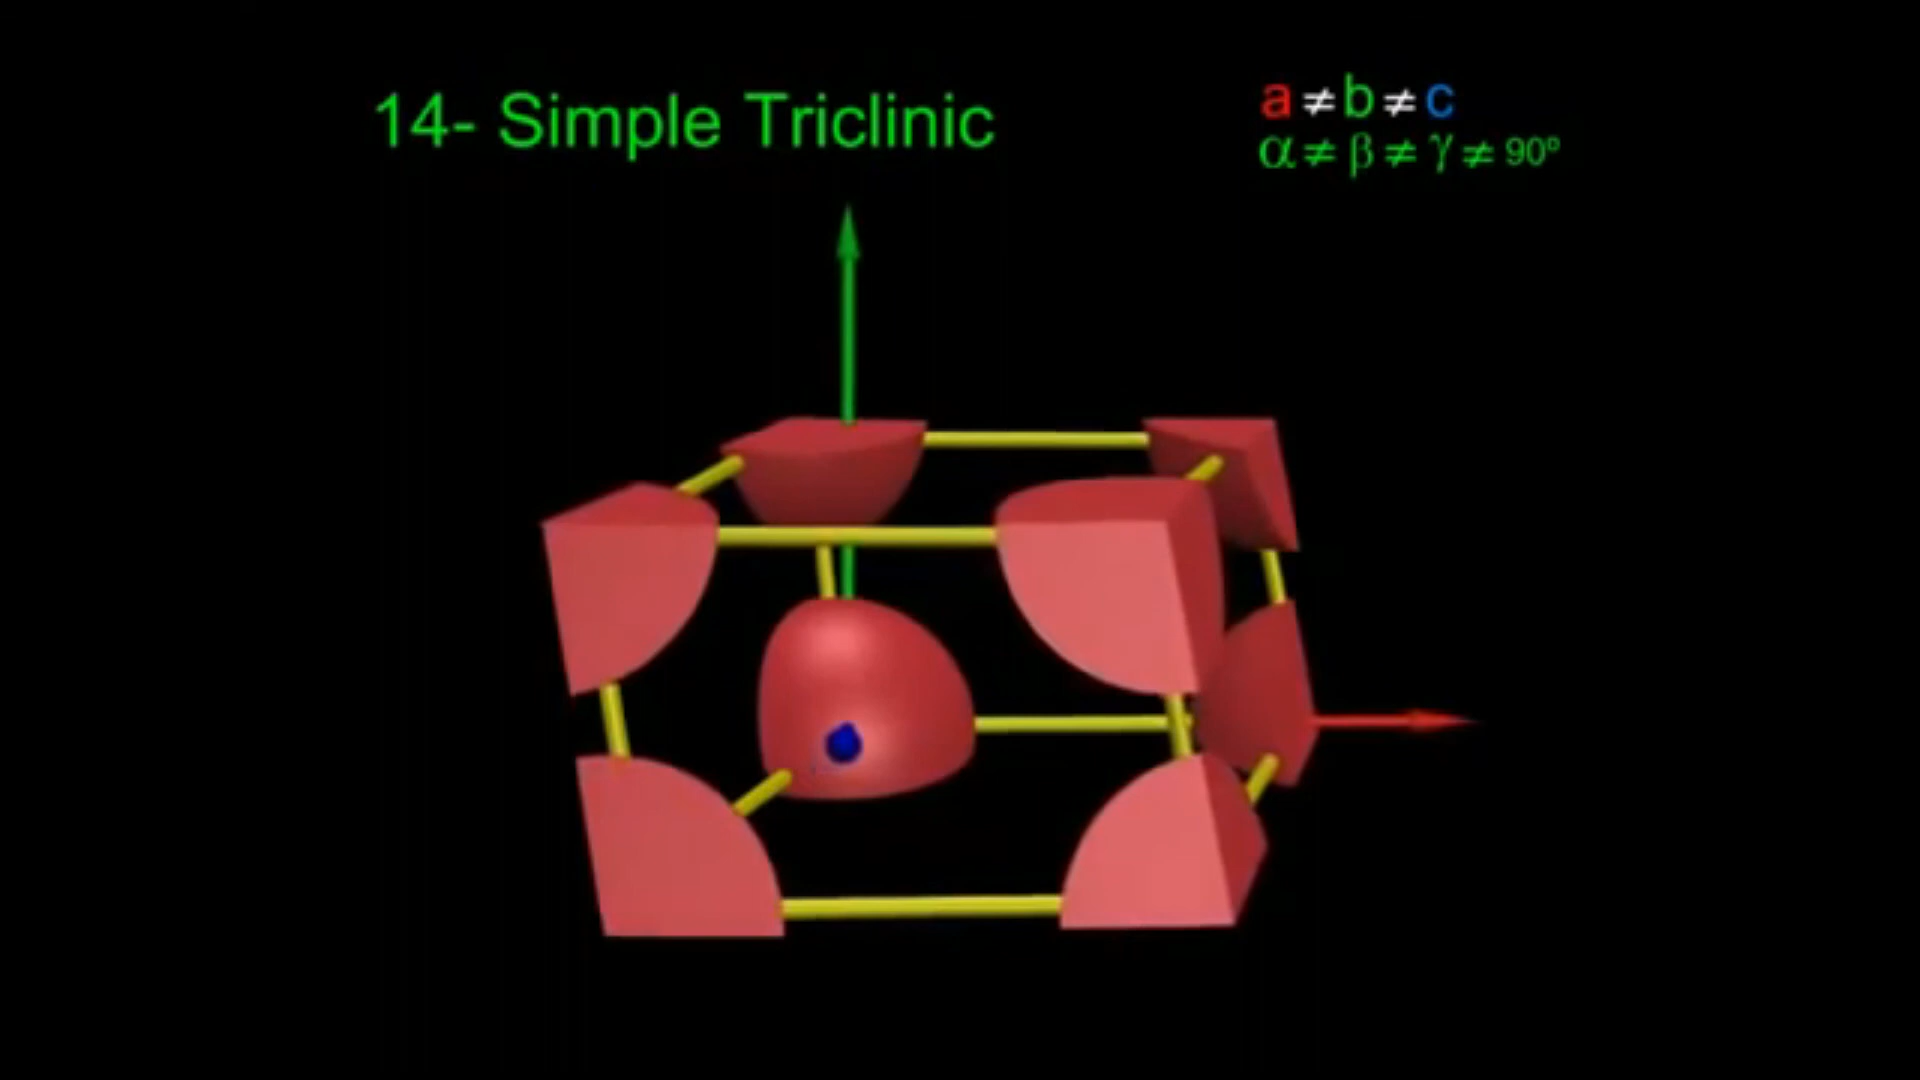 14- Simple Triclinic
a≠b≠c
α≠β≠γ≠90º